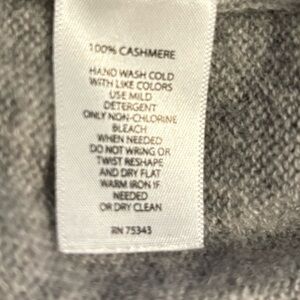 100% CASHMERE
HAND WASH COLD
WITH LIKE COLORS
USE MILD
DETERGENT
ONLY NON-CHLORINE
BLEACH
WHEN NEEDED
DO NOT WRING OR
TWIST RESHAPE
AND DRY FLAT
WARM IRON IF
NEEDED
OR DRY CLEAN
RN 75343